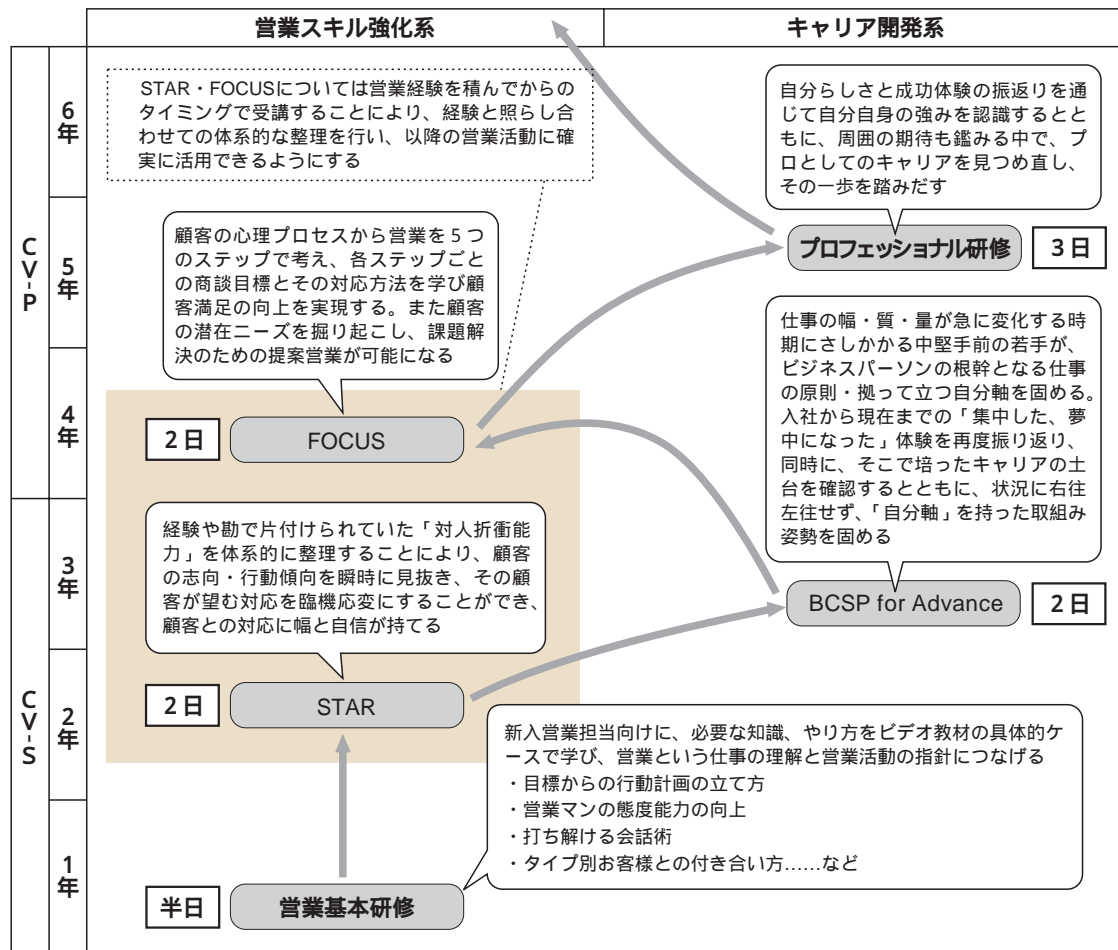 営業スキル強化系
キャリア開発系
CV-P
CV-S
6年
5年
4年
3年
2年
1年
STAR・FOCUSについては営業経験を積んでからの
タイミングで受講することにより、経験と照らし合
わせての体系的な整理を行い、以降の営業活動に確
実に活用できるようにする
自分らしさと成功体験の振返りを通
じて自分自身の強みを認識するとと
もに、周囲の期待も鑑みる中で、プ
ロとしてのキャリアを見つめ直し、
その一歩を踏みだす
プロフェッショナル研修
3日
顧客の心理プロセスから営業を5つ
のステップで考え、各ステップごと
の商談目標とその対応方法を学び顧
客満足の向上を実現する。また顧客
の潜在ニーズを掘り起こし、課題解
決のための提案営業が可能になる
2日
FOCUS
仕事の幅・質・量が急に変化する時
期にさしかかる中堅手前の若手が、
ビジネスパーソンの根幹となる仕事
の原則・拠って立つ自分軸を固める。
入社から現在までの「集中した、夢
中になった」体験を再度振り返り、
同時に、そこで培ったキャリアの土
台を確認するとともに、状況に右往
左往せず、「自分軸」を持った取組み
姿勢を固める
BCSP for Advance
2日
経験や勘で片付けられていた「対人折衝能
力」を体系的に整理することにより、顧客
の志向・行動傾向を瞬時に見抜き、その顧
客が望む対応を臨機応変にすることができ、
顧客との対応に幅と自信が持てる
2日
STAR
新入営業担当向けに、必要な知識、やり方をビデオ教材の具体的ケ
ースで学び、営業という仕事の理解と営業活動の指針につなげる
・目標からの行動計画の立て方
・営業マンの態度能力の向上
・打ち解ける会話術
・タイプ別お客様との付き合い方……など
半日
営業基本研修